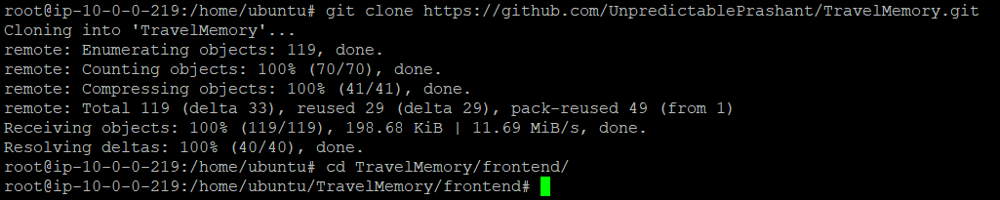 root@ip-10-0-0-219:/home/ubuntu# git clone https://github.com/UnpredictablePrashant/TravelMemory.git
Cloning into 'TravelMemory'...
remote: Enumerating objects: 119, done.
remote: Counting objects: 100% (70/70), done.
remote: Compressing objects: 100% (41/41), done.
remote: Total 119 (delta 33), reused 29 (delta 29), pack-reused 49 (from 1)
Receiving objects: 100% (119/119), 198.68 KiB | 11.69 MiB/s, done.
Resolving deltas: 100% (40/40), done.
root@ip-10-0-0-219:/home/ubuntu# cd TravelMemory/frontend/
root@ip-10-0-0-219:/home/ubuntu/TravelMemory/frontend#